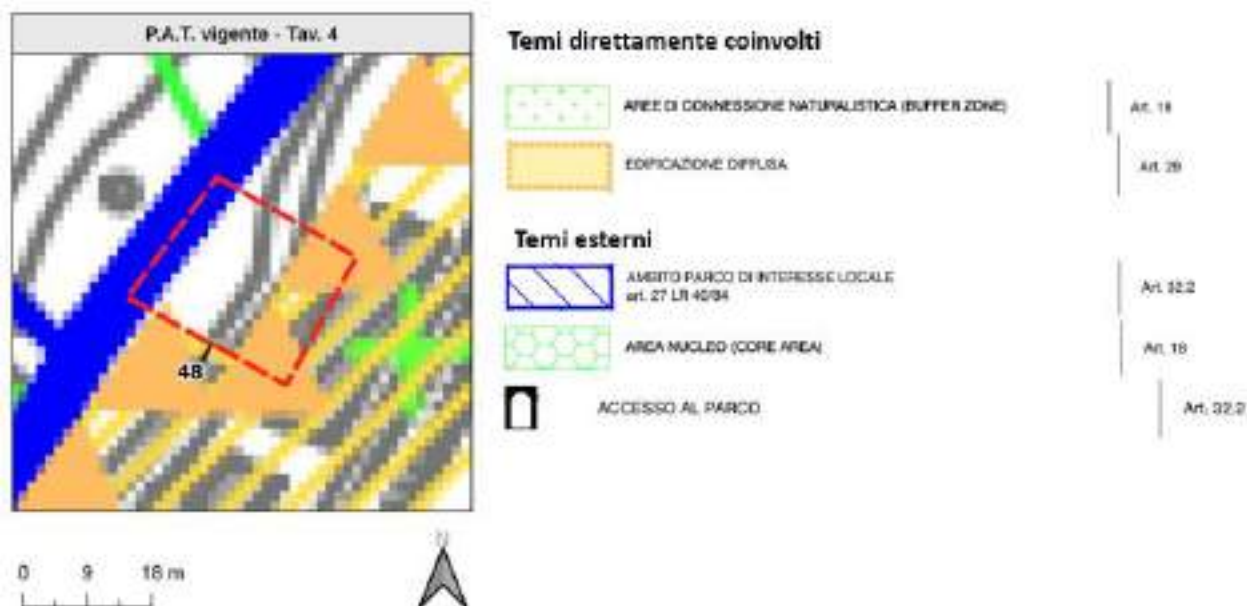 P.A.T. vigente - Tav. 4
48
0 9 18 m
N
Temi direttamente coinvolti
AREE DI CONNESSIONE NATURALISTICA (BUFFER ZONE) Art. 18
EDIFICAZIONE DIFFUSA Art. 29
Temi esterni
AMBITO PARCO DI INTERESSE LOCALE Art. 32.2
art. 27 LR 40/84
AREA NUCLEO (CORE AREA) Art. 18
ACCESSO AL PARCO Art. 32.2